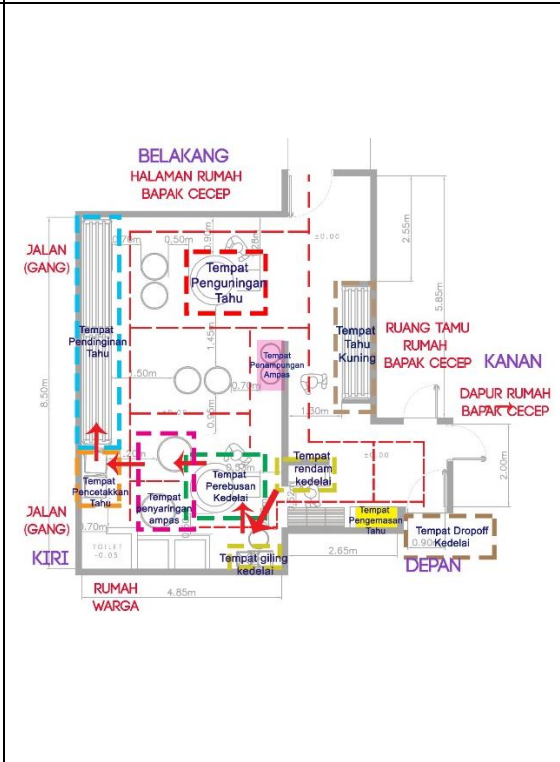 BELAKANG
HALAMAN RUMAH
BAPAK CECEP
JALAN
(GANG)
0.70m
0.50m
±0.00
2.55m
Tempat
Penguningan
Tahu
5.85m
8.50m
Tempat
Pendinginan
Tahu
1.45m
Tempat
Penampungan
Ampas
Tempat
Tahu
Kuning
RUANG TAMU
RUMAH
BAPAK CECEP
KANAN
.50m
0.70
DAPUR RUMAH
BAPAK CECEP
±0.00
2.00m
Tempat
Pencetakkan
Tahu
Tempat
penyaringan
ampas
Tempat
Perebusan
Kedelai
Tempat
rendam
kedelai
Tempat
Pengemasan
Tahu
Tempat Dropoff
Kedelai
0.90m
JALAN
(GANG)
0.70
TOILET
-0.05
Tempat giling
kedelai
2.65m
KIRI
DEPAN
RUMAH
WARGA
4.85m